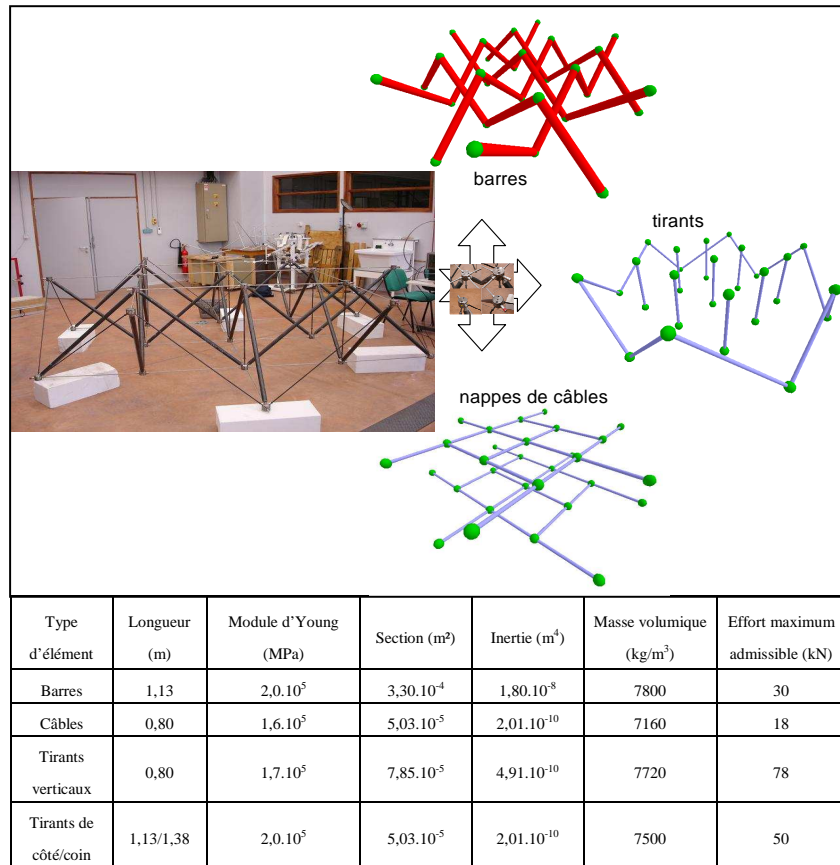 barres
tirants
nappes de câbles
Type d'élément | Longueur (m) | Module d'Young (MPa) | Section (m²) | Inertie (m⁴) | Masse volumique (kg/m³) | Effort maximum admissible (kN)
Barres | 1,13 | 2,0.10⁵ | 3,30.10⁻⁴ | 1,80.10⁻⁸ | 7800 | 30
Câbles | 0,80 | 1,6.10⁵ | 5,03.10⁻⁵ | 2,01.10⁻¹⁰ | 7160 | 18
Tirants verticaux | 0,80 | 1,7.10⁵ | 7,85.10⁻⁵ | 4,91.10⁻¹⁰ | 7720 | 78
Tirants de côté/coin | 1,13/1,38 | 2,0.10⁵ | 5,03.10⁻⁵ | 2,01.10⁻¹⁰ | 7500 | 50